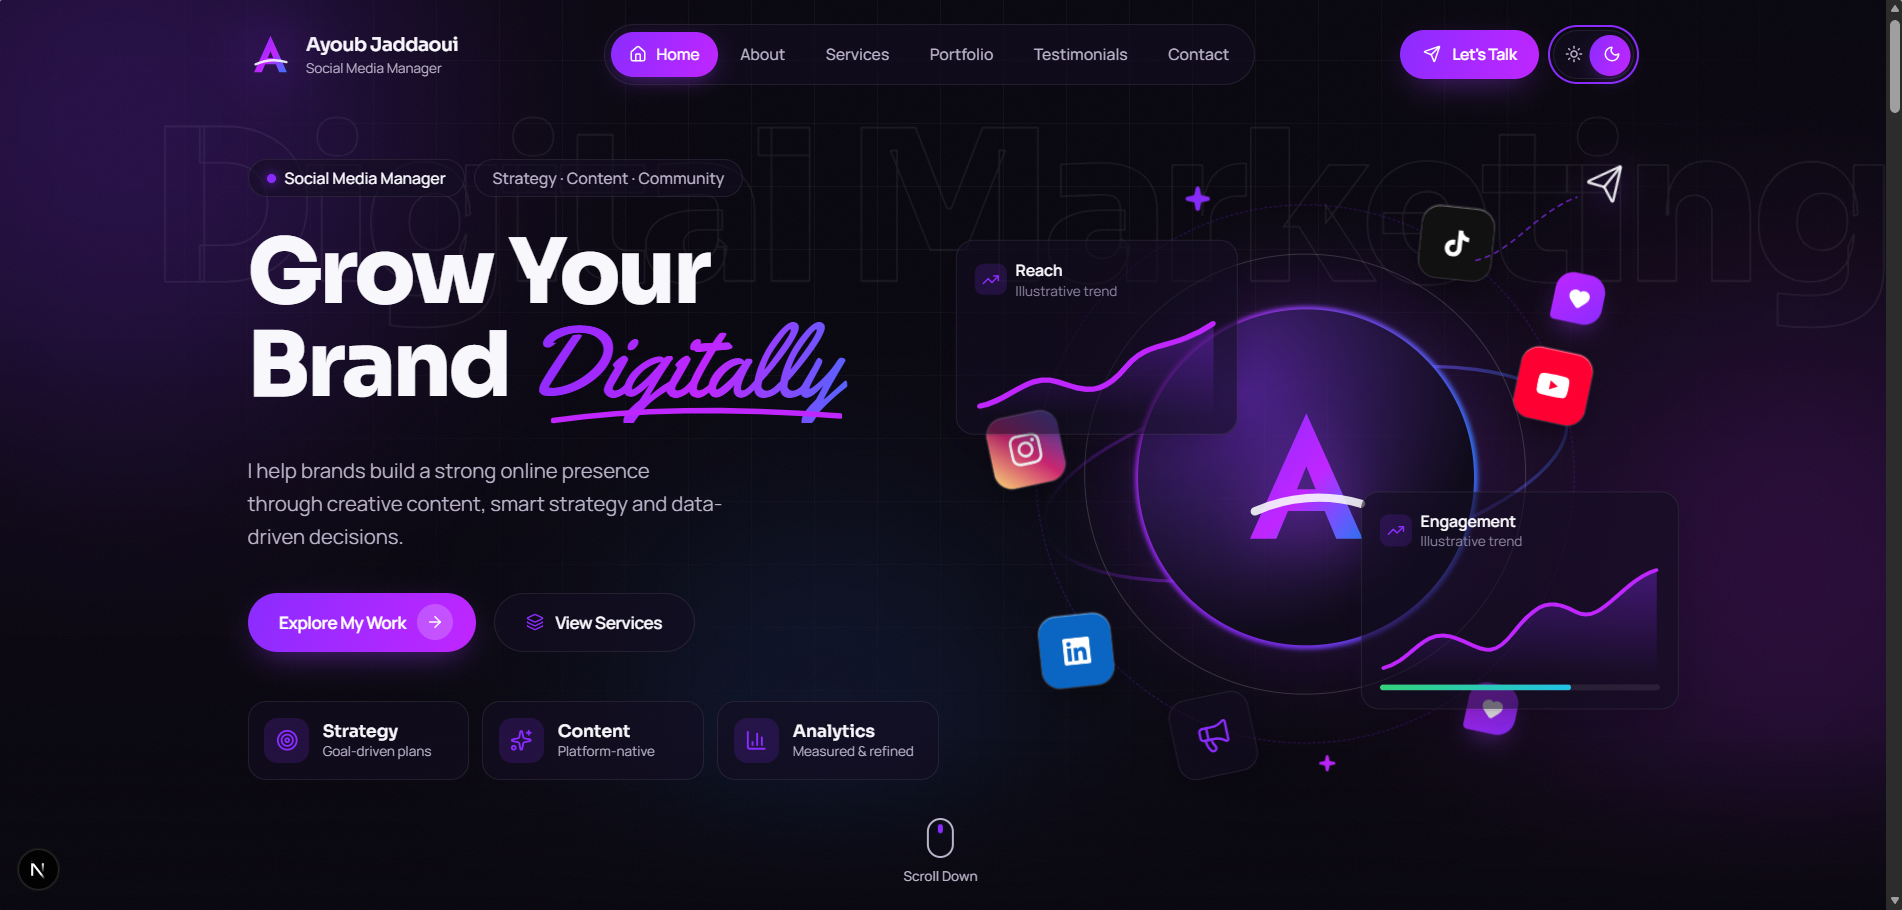 Ayoub Jaddaoui
Social Media Manager
Home
About
Services
Portfolio
Testimonials
Contact
Let's Talk
Digital Marketing
Social Media Manager
Strategy · Content · Community
Grow Your
Brand Digitally
I help brands build a strong online presence
through creative content, smart strategy and data-
driven decisions.
Explore My Work
View Services
Strategy
Goal-driven plans
Content
Platform-native
Analytics
Measured & refined
Reach
Illustrative trend
A
in
Engagement
Illustrative trend
Scroll Down
N